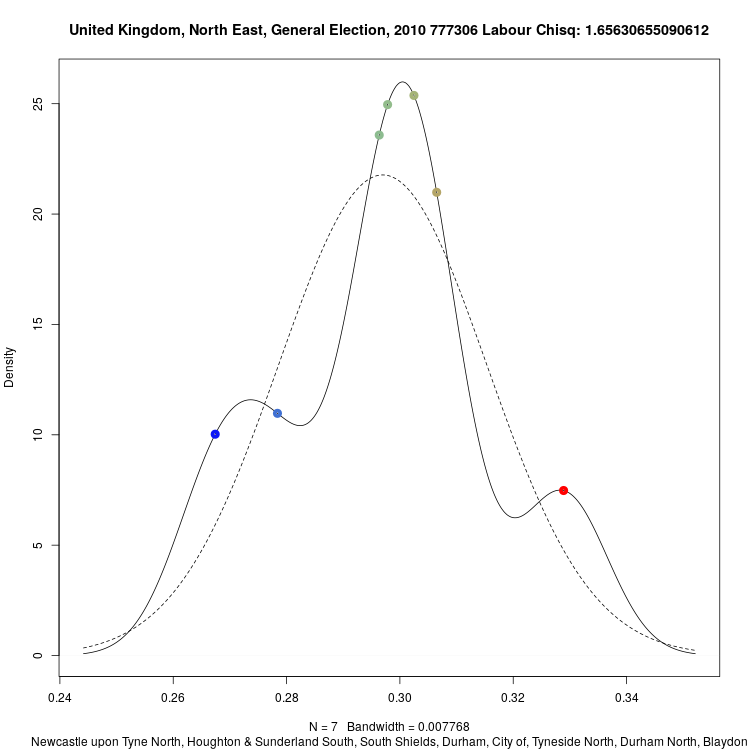 United Kingdom, North East, General Election, 2010 777306 Labour Chisq: 1.65630655090612
Density
25
20
15
10
5
0
0.24 0.26 0.28 0.30 0.32 0.34
N = 7 Bandwidth = 0.007768
Newcastle upon Tyne North, Houghton & Sunderland South, South Shields, Durham, City of, Tyneside North, Durham North, Blaydon